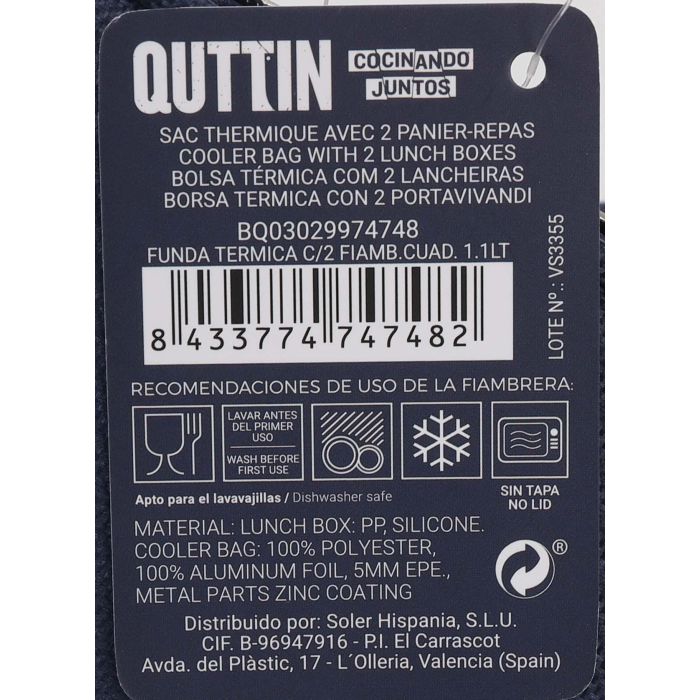 QUTTIN
COCINANDO
JUNTOS
SAC THERMIQUE AVEC 2 PANIER-REPAS
COOLER BAG WITH 2 LUNCH BOXES
BOLSA TÉRMICA COM 2 LANCHEIRAS
BORSA TERMICA CON 2 PORTAVIVANDI
BQ03029974748
FUNDA TERMICA C/2 FIAMB.CUAD. 1.1LT
8 433774 747482
LOTE Nº.: VS3355
RECOMENDACIONES DE USO DE LA FIAMBRERA:
LAVAR ANTES
DEL PRIMER
USO
WASH BEFORE
FIRST USE
SIN TAPA
NO LID
Apto para el lavavajillas / Dishwasher safe
MATERIAL: LUNCH BOX: PP, SILICONE.
COOLER BAG: 100% POLYESTER,
100% ALUMINUM FOIL, 5MM EPE.,
METAL PARTS ZINC COATING
®
Distribuido por: Soler Hispania, S.L.U.
CIF. B-96947916 - P.I. El Carrascot
Avda. del Plàstic, 17 - L´Olleria, Valencia (Spain)